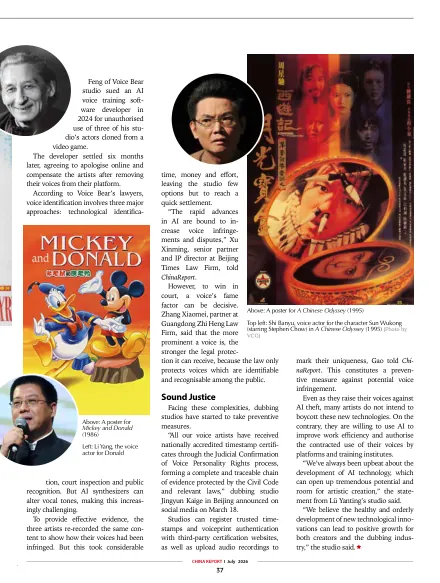 Feng of Voice Bear
studio sued an AI
voice training soft-
ware developer in
2024 for unauthorised
use of three of his stu-
dio's actors cloned from a
video game.
The developer settled six months
later, agreeing to apologise online and
compensate the artists after removing
their voices from their platform.
According to Voice Bear's lawyers,
voice identification involves three major
approaches: technological identifica-
MICKEY
and DONALD
Above: A poster for
Mickey and Donald
(1986)
Left: Li Yang, the voice
actor for Donald
tion, court inspection and public
recognition. But AI synthesizers can
alter vocal tones, making this increas-
ingly challenging.
To provide effective evidence, the
three artists re-recorded the same con-
tent to show how their voices had been
infringed. But this took considerable
time, money and effort,
leaving the studio few
options but to reach a
quick settlement.
"The rapid advances
in AI are bound to in-
crease voice infringe-
ments and disputes," Xu
Xinming, senior partner
and IP director at Beijing
Times Law Firm, told
ChinaReport.
However, to win in
court, a voice's fame
factor can be decisive.
Zhang Xiaomei, partner at
Guangdong Zhi Heng Law
Firm, said that the more
prominent a voice is, the
stronger the legal protec-
tion it can receive, because the law only
protects voices which are identifiable
and recognisable among the public.
Sound Justice
Facing these complexities, dubbing
studios have started to take preventive
measures.
"All our voice artists have received
nationally accredited timestamp certifi-
cates through the Judicial Confirmation
of Voice Personality Rights process,
forming a complete and traceable chain
of evidence protected by the Civil Code
and relevant laws," dubbing studio
Jingyun Kaige in Beijing announced on
social media on March 18.
Studios can register trusted time-
stamps and voiceprint authentication
with third-party certification websites,
as well as upload audio recordings to
周星馳
西遊記
月光寶盒
Above: A poster for A Chinese Odyssey (1995)
Top left: Shi Banyu, voice actor for the character Sun Wukong
(starring Stephen Chow) in A Chinese Odyssey (1995) (Photo by
VCG)
mark their uniqueness, Gao told Chi-
naReport. This constitutes a preven-
tive measure against potential voice
infringement.
Even as they raise their voices against
AI theft, many artists do not intend to
boycott these new technologies. On the
contrary, they are willing to use AI to
improve work efficiency and authorise
the contracted use of their voices by
platforms and training institutes.
"We've always been upbeat about the
development of AI technology, which
can open up tremendous potential and
room for artistic creation," the state-
ment from Lü Yanting's studio said.
"We believe the healthy and orderly
development of new technological inno-
vations can lead to positive growth for
both creators and the dubbing indus-
try," the studio said.★
CHINA REPORT I July 2026
37